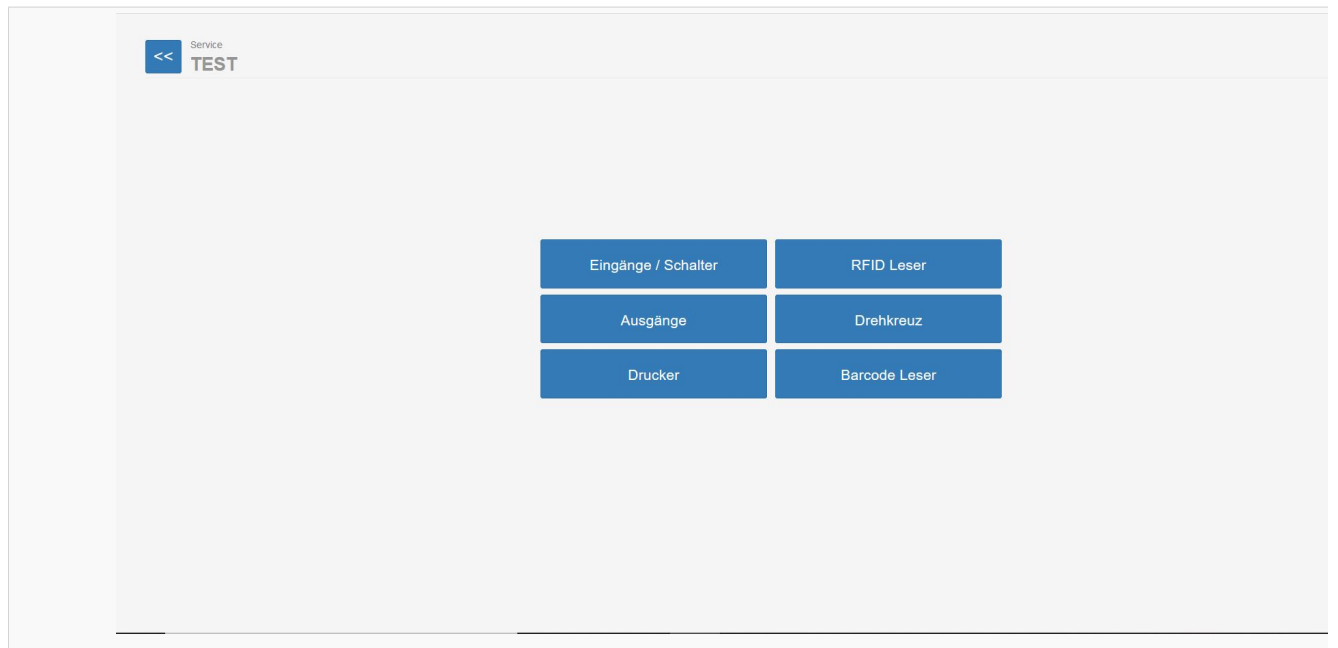 <<
Service
TEST
Eingänge / Schalter
RFID Leser
Ausgänge
Drehkreuz
Drucker
Barcode Leser